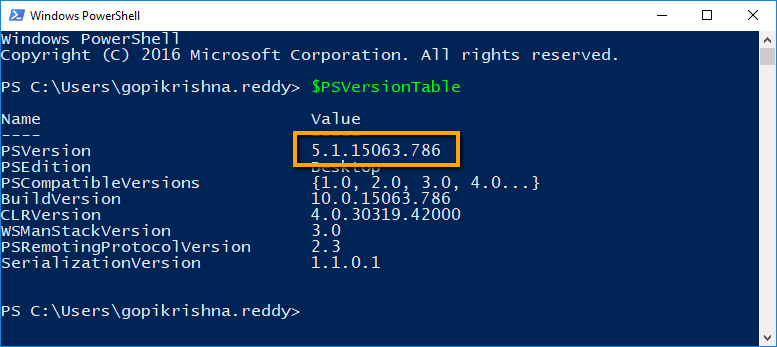 Windows PowerShell
Windows PowerShell
Copyright (C) 2016 Microsoft Corporation. All rights reserved.
PS C:\Users\gopikrishna.reddy> $PSVersionTable
Name Value
---- -----
PSVersion 5.1.15063.786
PSEdition Desktop
PSCompatibleVersions {1.0, 2.0, 3.0, 4.0...}
BuildVersion 10.0.15063.786
CLRVersion 4.0.30319.42000
WSManStackVersion 3.0
PSRemotingProtocolVersion 2.3
SerializationVersion 1.1.0.1
PS C:\Users\gopikrishna.reddy>